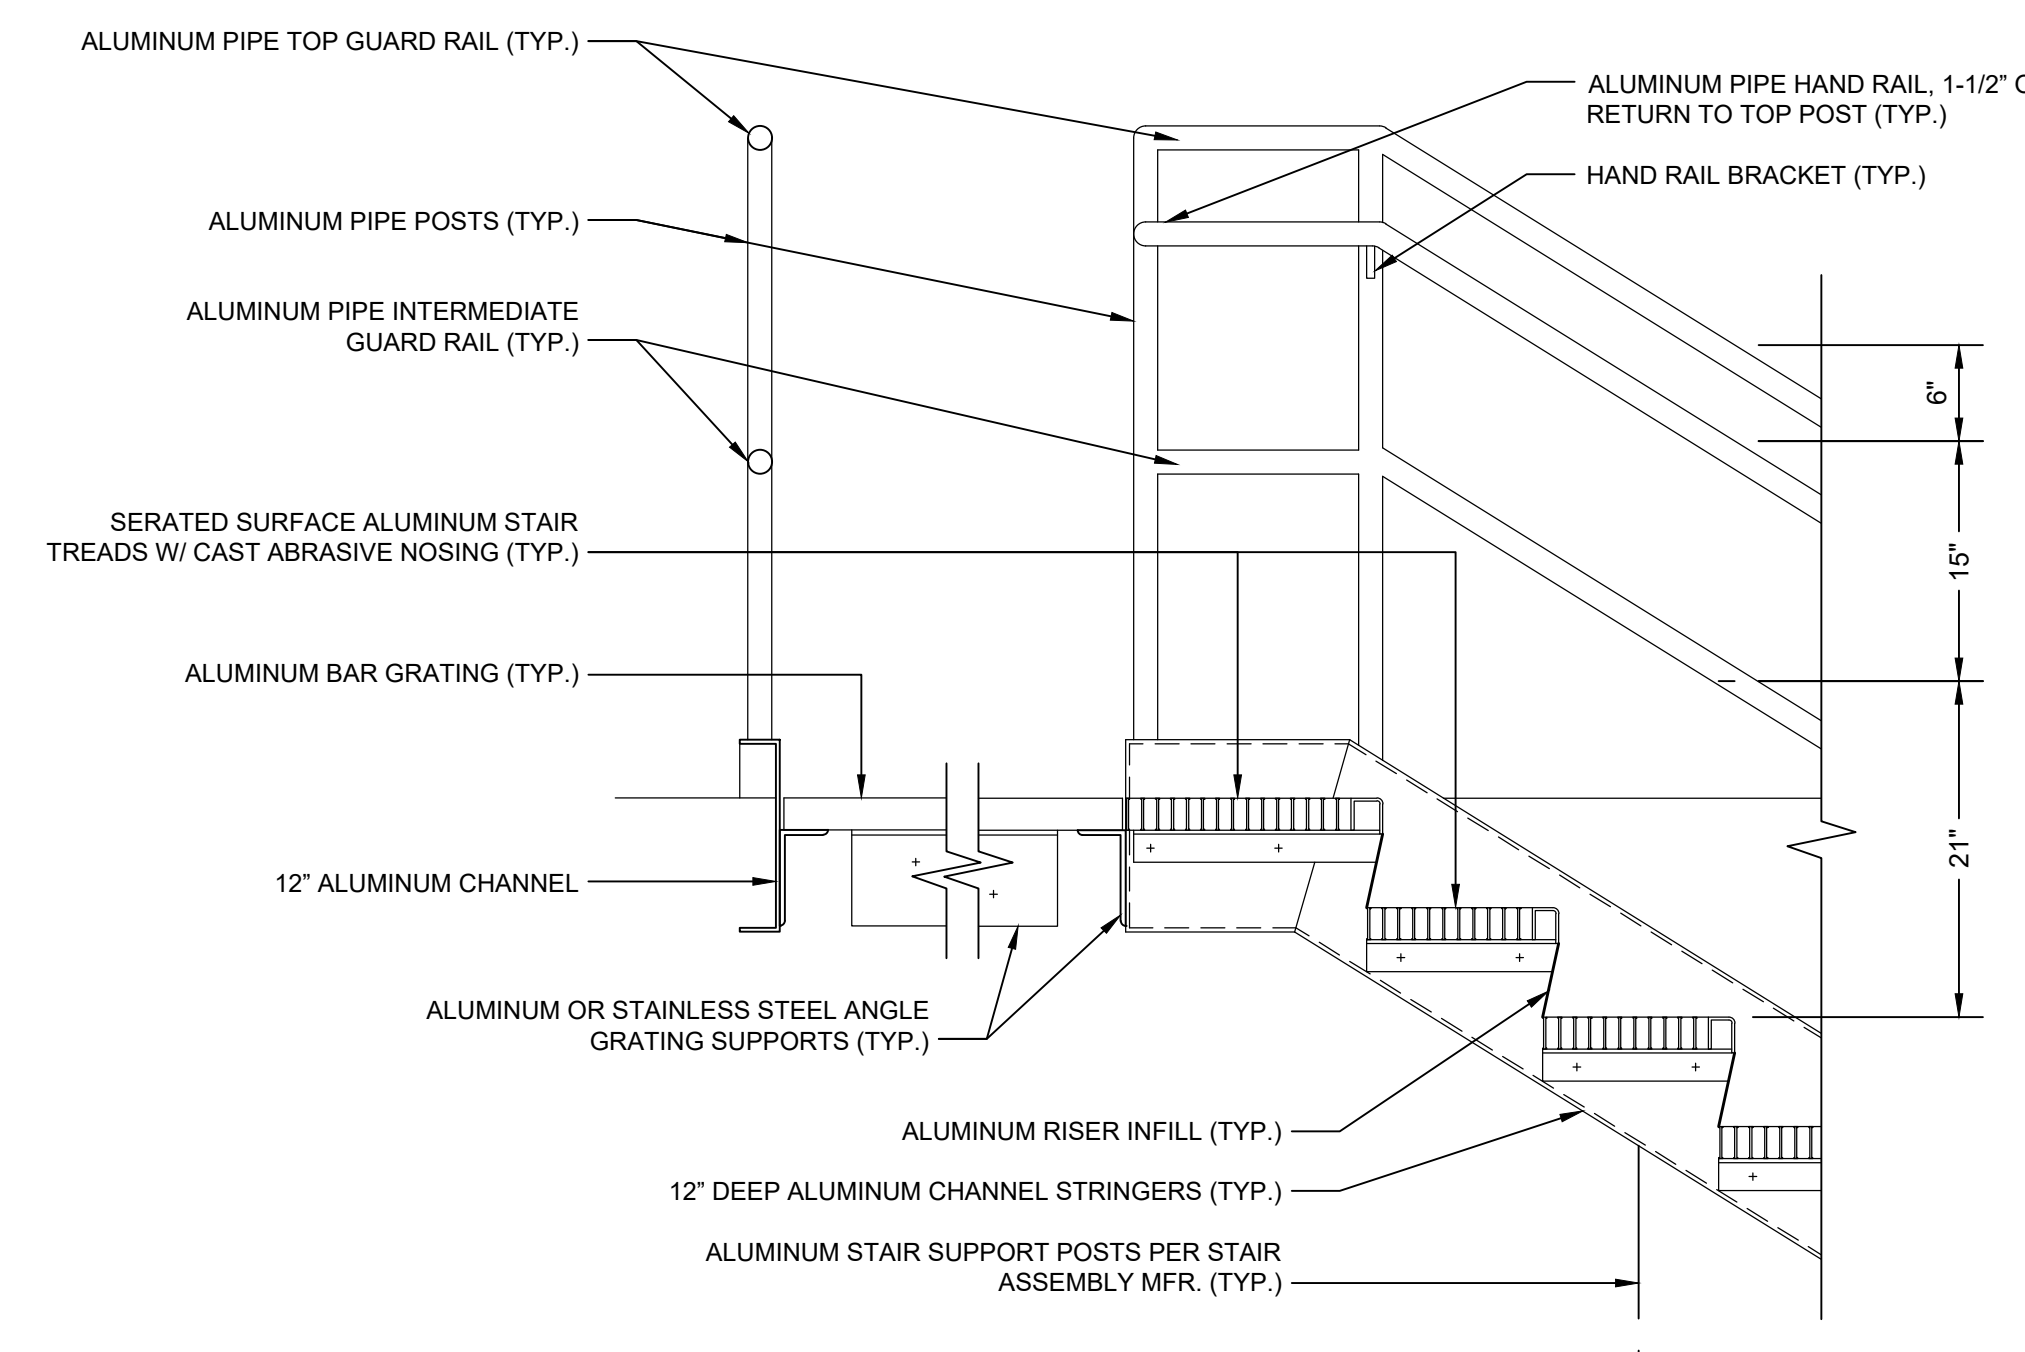 ALUMINUM PIPE TOP GUARD RAIL (TYP.)
ALUMINUM PIPE HAND RAIL, 1-1/2”
RETURN TO TOP POST (TYP.)
HAND RAIL BRACKET (TYP.)
ALUMINUM PIPE POSTS (TYP.)
ALUMINUM PIPE INTERMEDIATE
GUARD RAIL (TYP.)
6"
SERATED SURFACE ALUMINUM STAIR
TREADS W/ CAST ABRASIVE NOSING (TYP.)
15"
ALUMINUM BAR GRATING (TYP.)
21"
12” ALUMINUM CHANNEL
ALUMINUM OR STAINLESS STEEL ANGLE
GRATING SUPPORTS (TYP.)
ALUMINUM RISER INFILL (TYP.)
12” DEEP ALUMINUM CHANNEL STRINGERS (TYP.)
ALUMINUM STAIR SUPPORT POSTS PER STAIR
ASSEMBLY MFR. (TYP.)